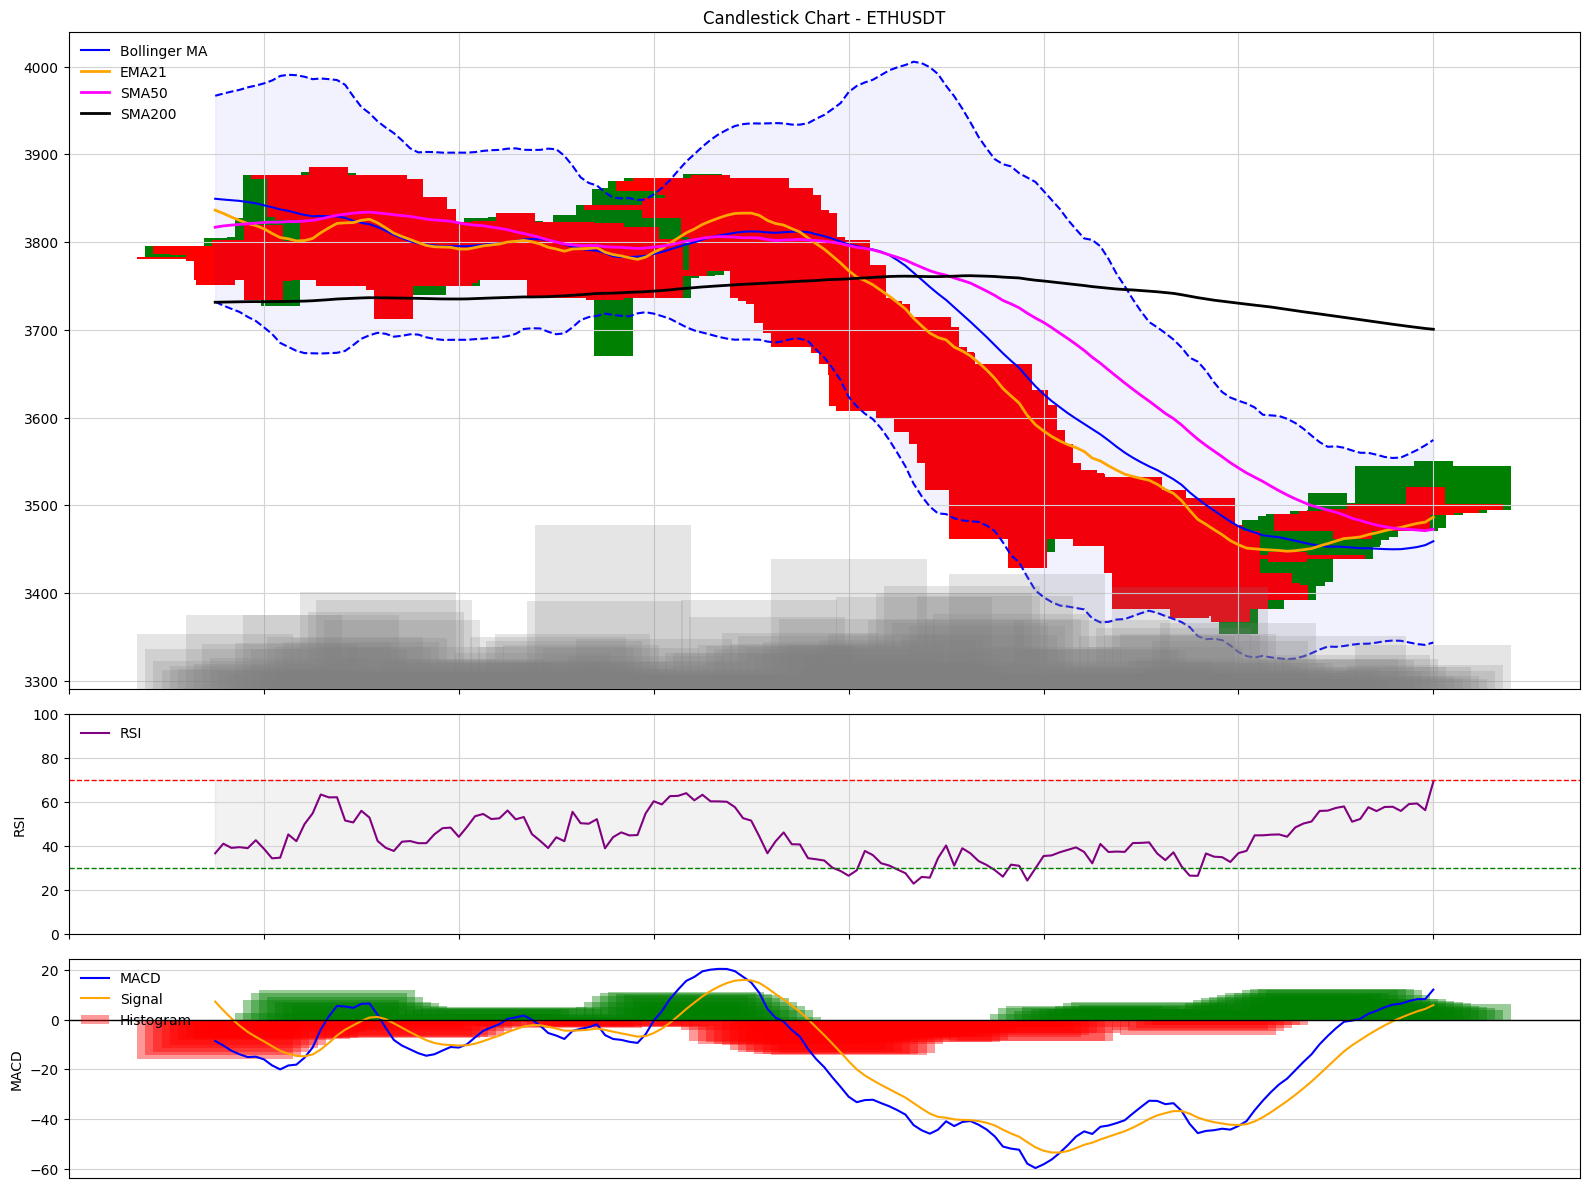 Candlestick Chart - ETHUSDT
Bollinger MA
EMA21
SMA50
SMA200
4000
3900
3800
3700
3600
3500
3400
3300
RSI
RSI
100
80
60
40
20
0
MACD
Signal
Histogram
MACD
20
0
−20
−40
−60